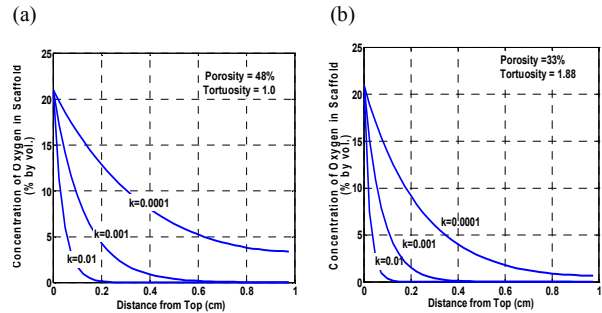 (a)
Concentration of Oxygen in Scaffold
(% by vol.)
25
20
15
10
5
0
Porosity = 48%
Tortuosity = 1.0
k=0.0001
k=0.001
k=0.01
0
0.2
0.4
0.6
0.8
1
Distance from Top (cm)
(b)
Concentration of Oxygen in Scaffold
(% by vol.)
25
20
15
10
5
0
Porosity =33%
Tortuosity = 1.88
k=0.0001
k=0.001
k=0.01
0
0.2
0.4
0.6
0.8
1
Distance from Top (cm)